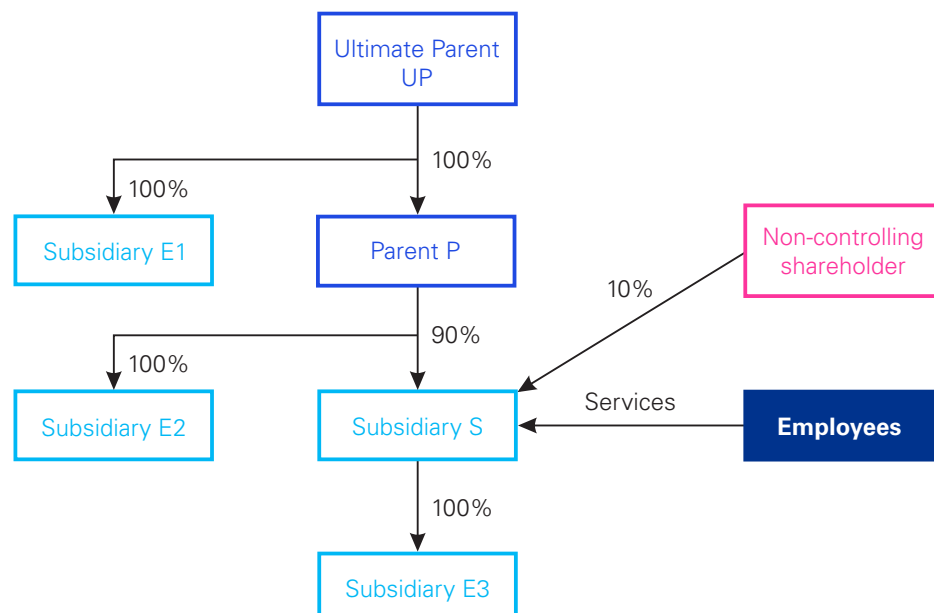 Ultimate Parent
UP
100%
100%
Subsidiary E1
Parent P
Non-controlling
shareholder
10%
90%
100%
Subsidiary E2
Subsidiary S
Services
Employees
100%
Subsidiary E3